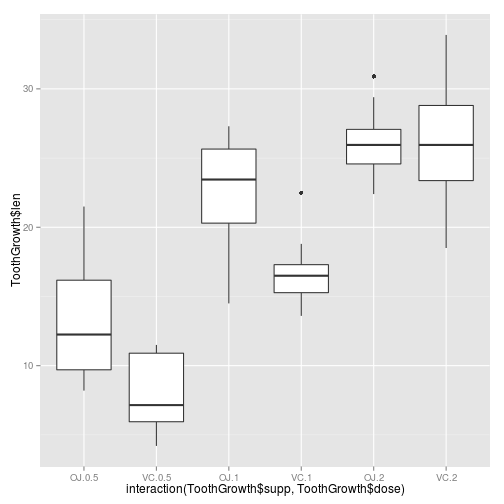 ToothGrowth$len
30
20
10
OJ.0.5 VC.0.5 OJ.1 VC.1 OJ.2 VC.2
interaction(ToothGrowth$supp, ToothGrowth$dose)